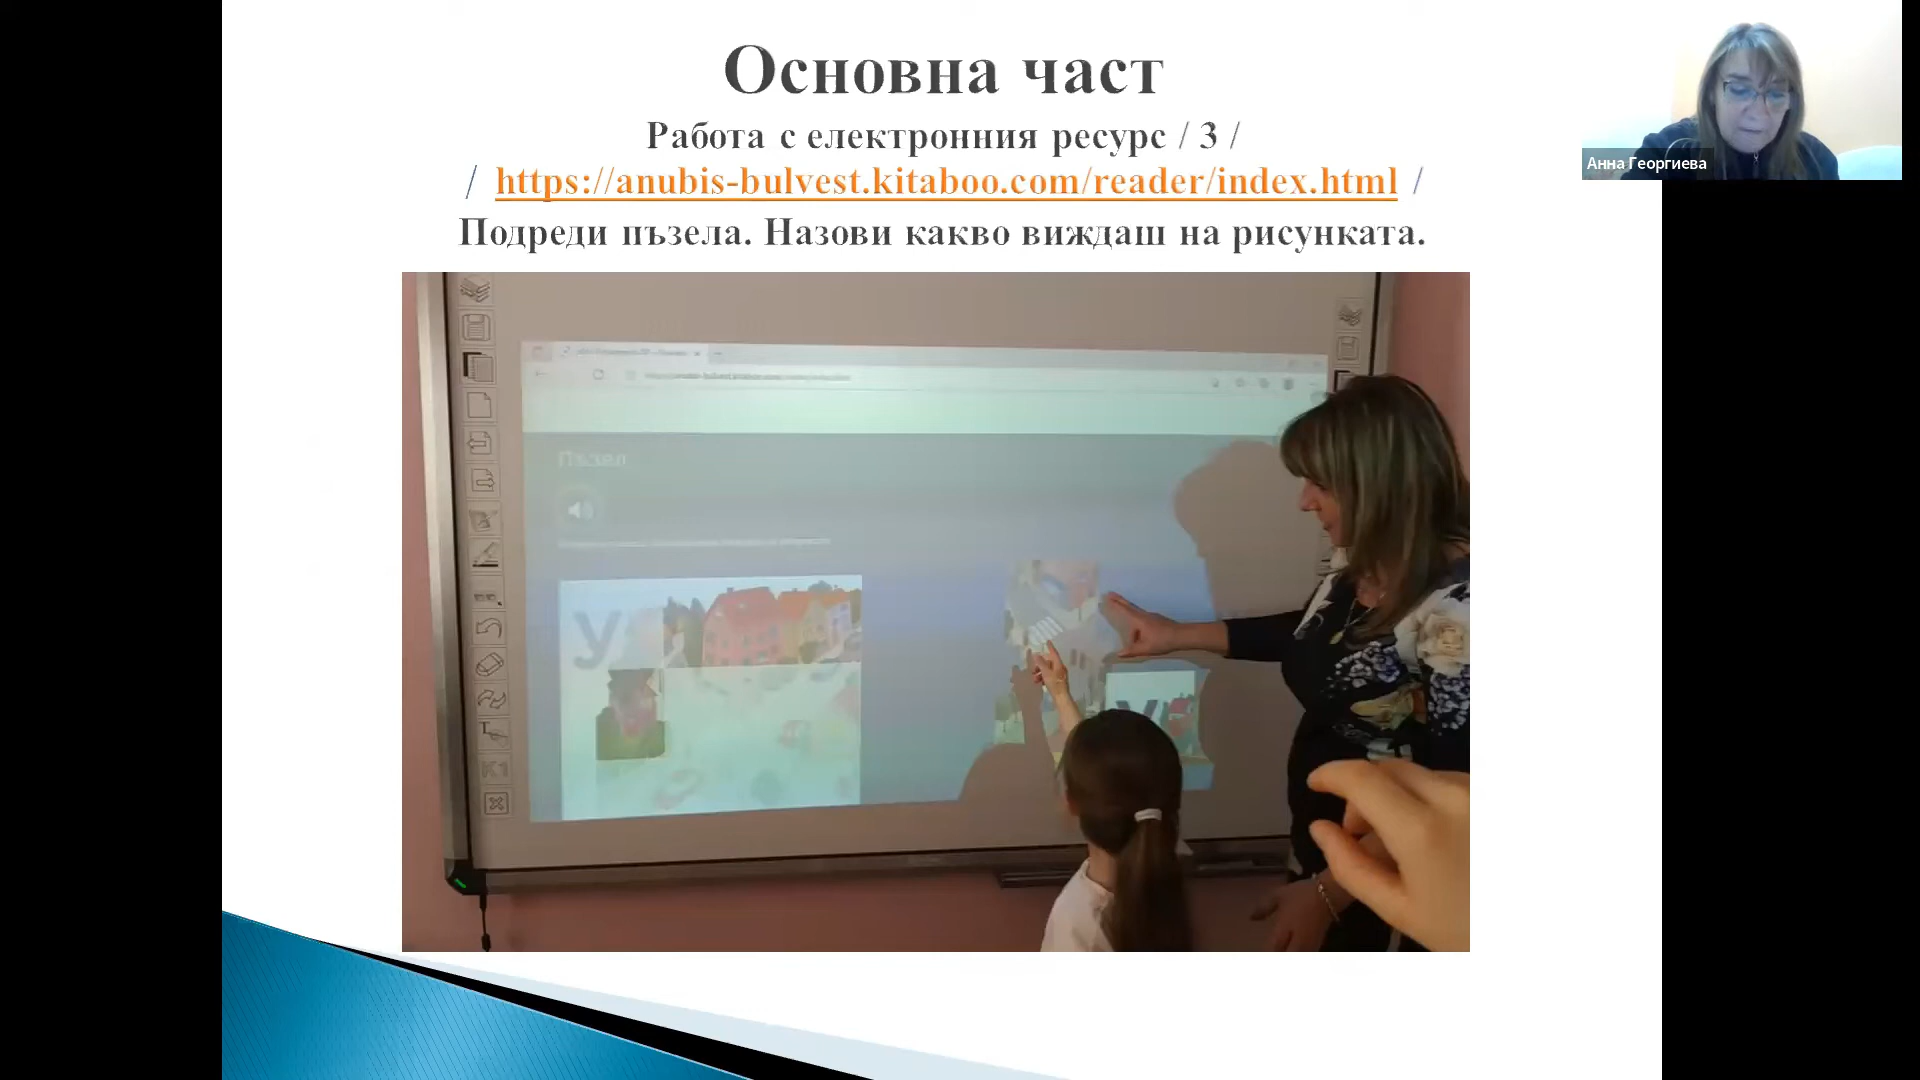 Основна част
Работа с електронния ресурс / 3 /
/ https://anubis-bulvest.kitaboo.com/reader/index.html /
Подреди пъзела. Назови какво виждаш на рисунката.
Анна Георгиева
Пъзел
У
K1